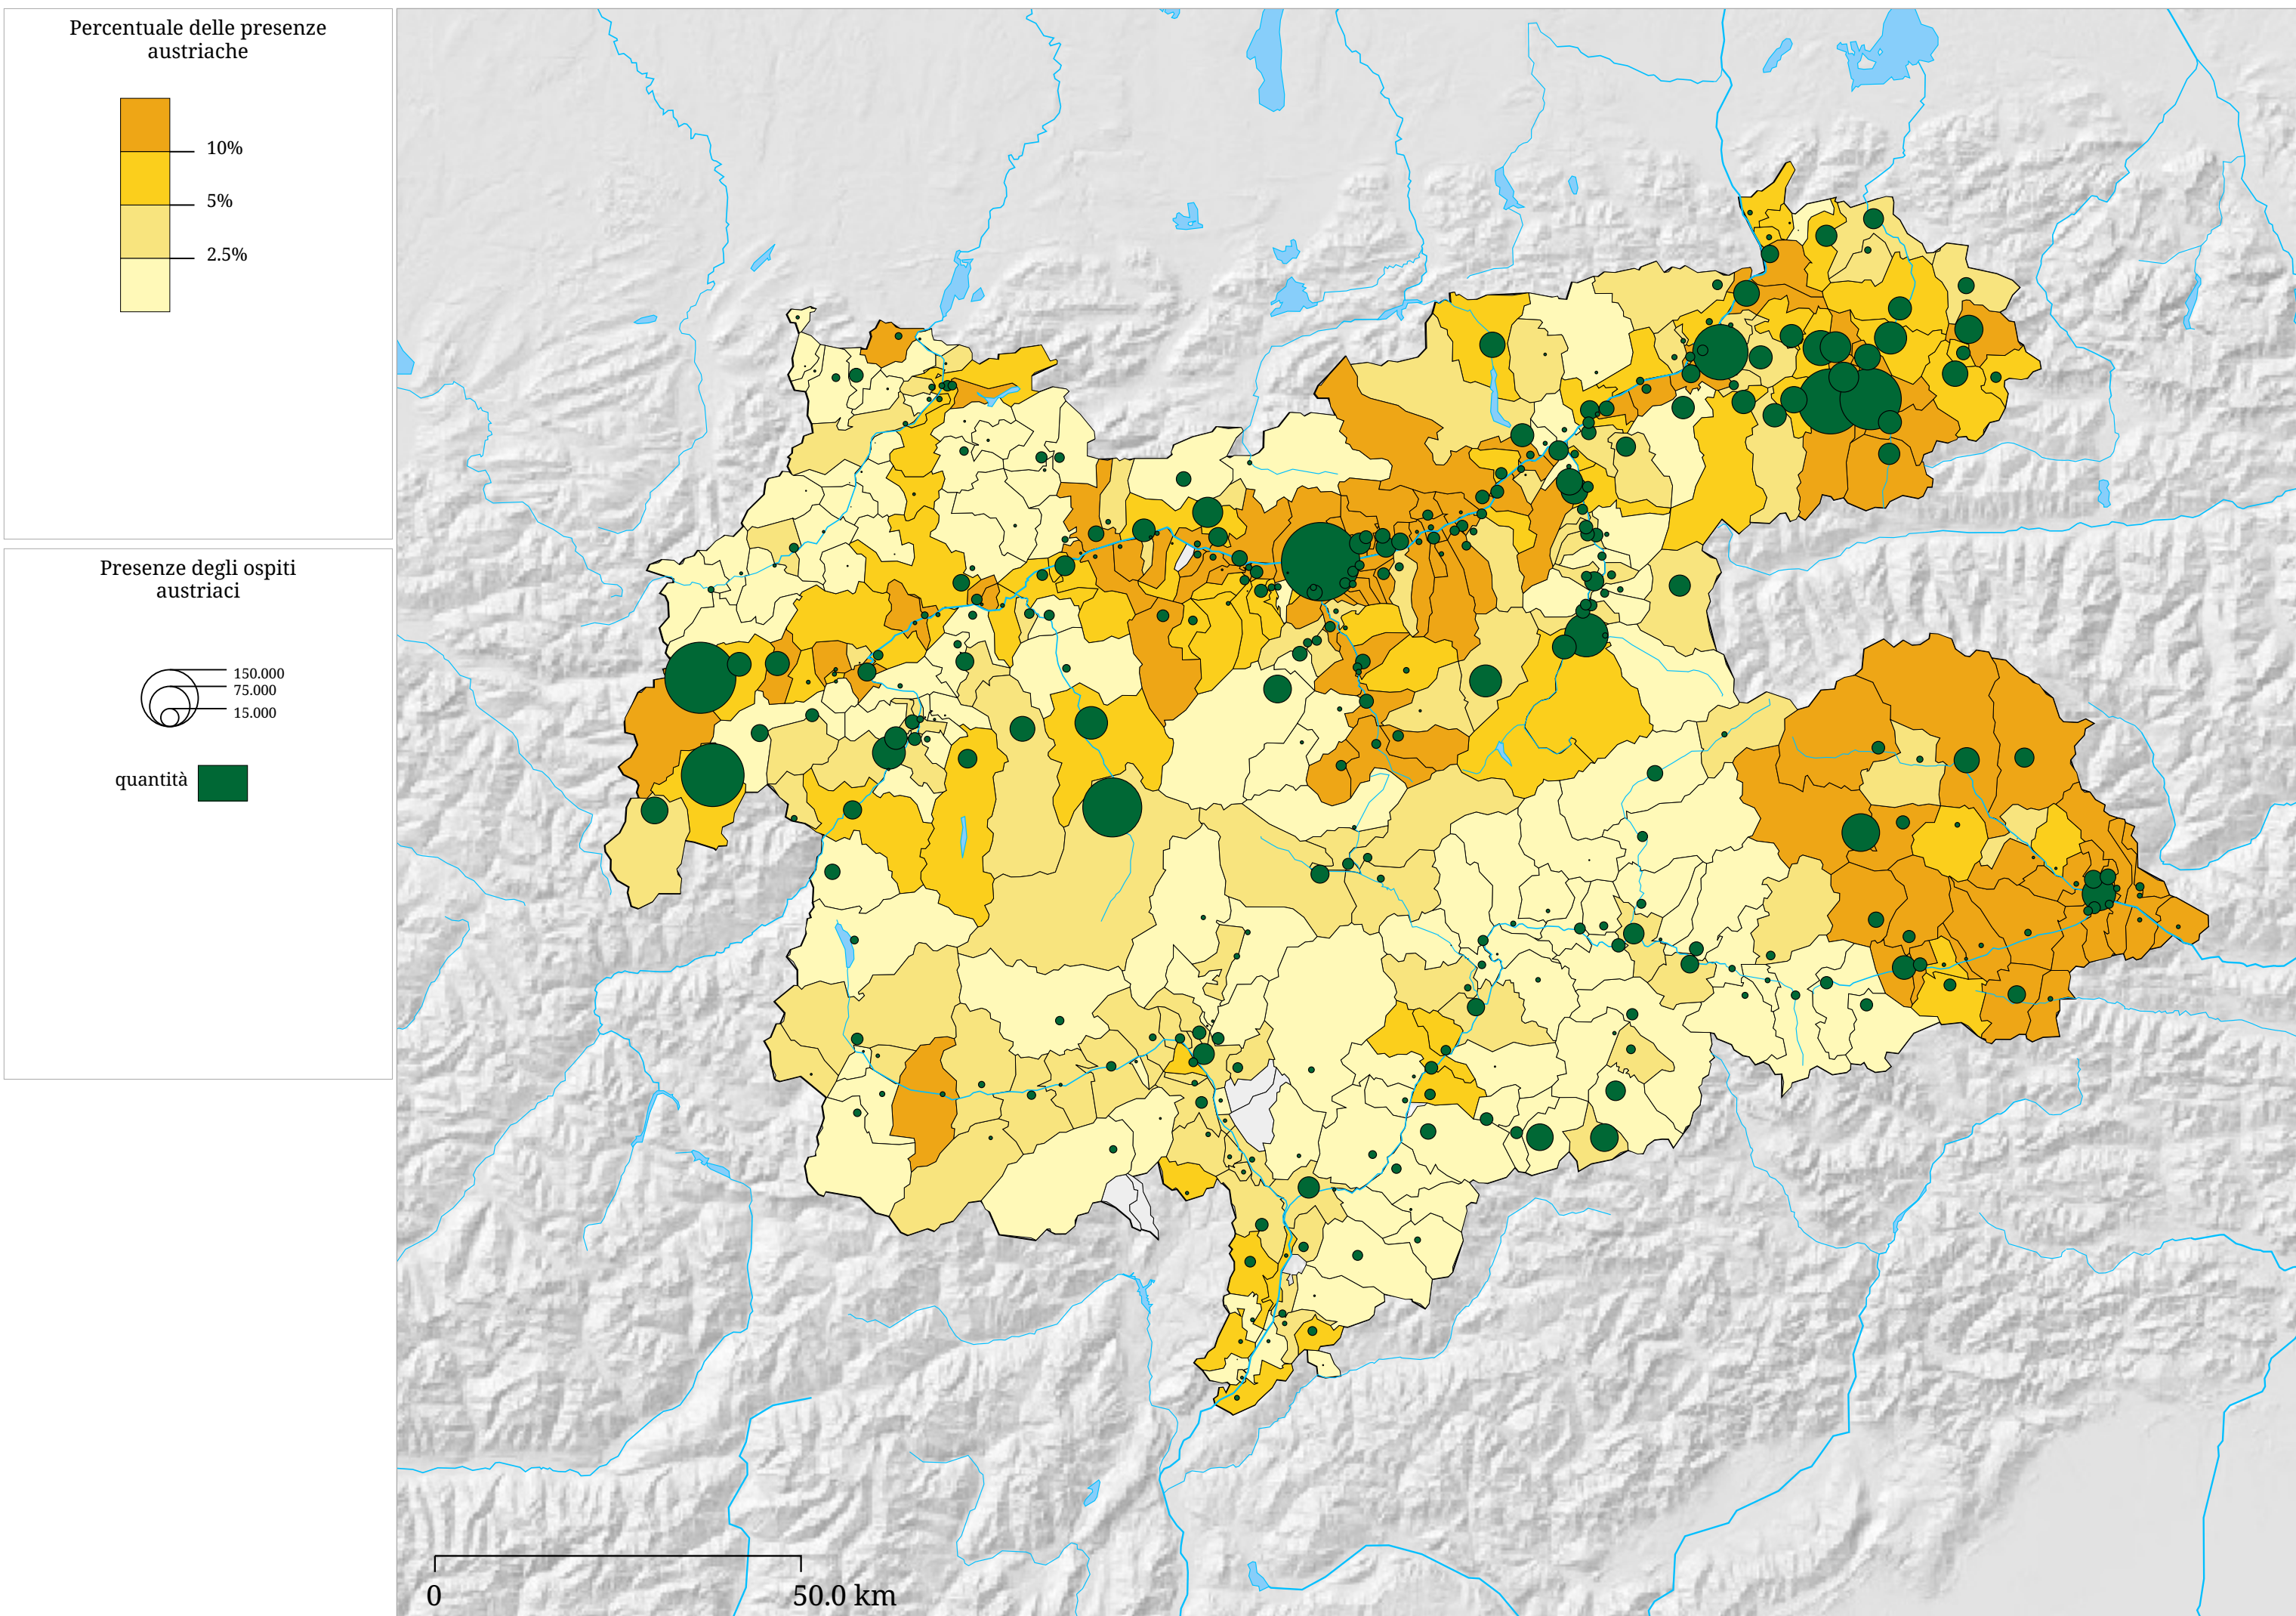 Percentuale delle presenze
austriache
10%
5%
2.5%
Presenze degli ospiti
austriaci
150.000
75.000
15.000
quantità
0
50.0 km